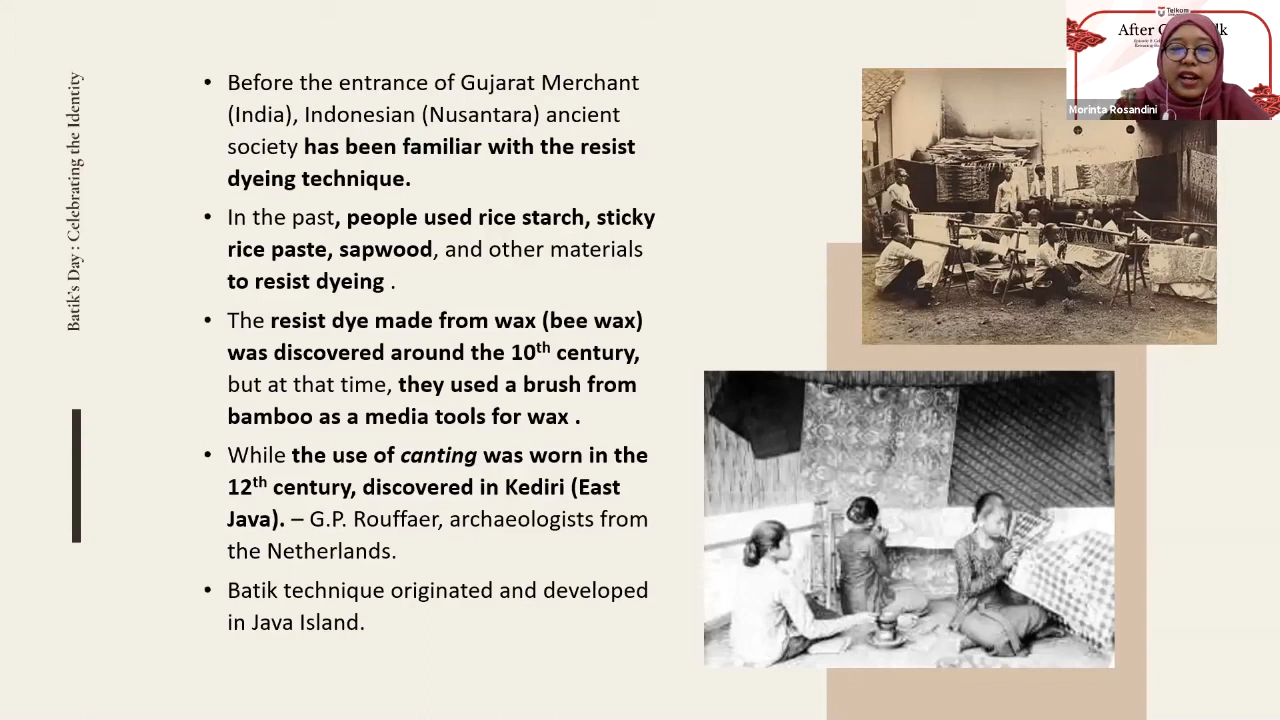 Batik's Day : Celebrating the Identity
• Before the entrance of Gujarat Merchant
(India), Indonesian (Nusantara) ancient
society has been familiar with the resist
dyeing technique.
• In the past, people used rice starch, sticky
rice paste, sapwood, and other materials
to resist dyeing .
• The resist dye made from wax (bee wax)
was discovered around the 10th century,
but at that time, they used a brush from
bamboo as a media tools for wax .
• While the use of canting was worn in the
12th century, discovered in Kediri (East
Java). – G.P. Rouffaer, archaeologists from
the Netherlands.
• Batik technique originated and developed
in Java Island.
Telkom
After
Morinta Rosandini